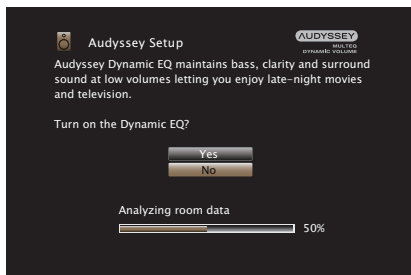 Audyssey Setup
AUDYSSEY
MULTEQ
DYNAMIC VOLUME
Audyssey Dynamic EQ maintains bass, clarity and surround
sound at low volumes letting you enjoy late-night movies
and television.
Turn on the Dynamic EQ?
Yes
No
Analyzing room data
50%